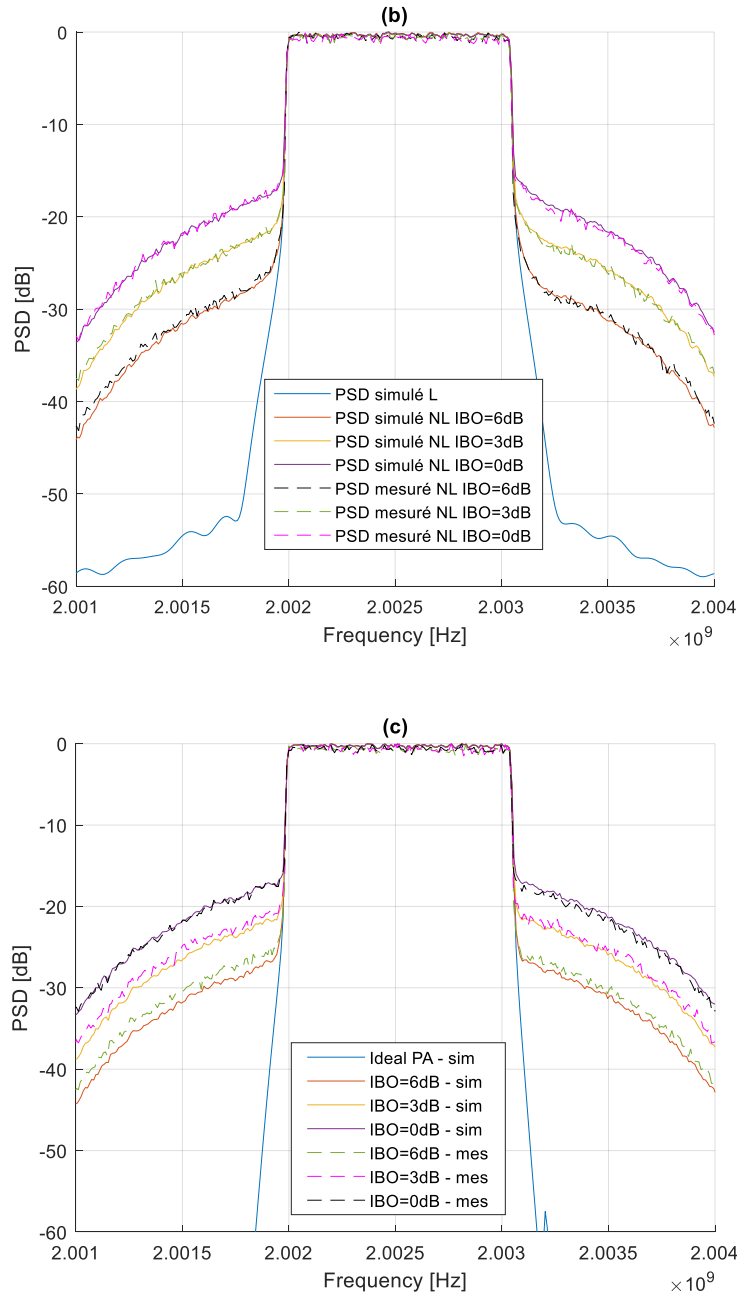 (b)
0
-10
-20
-30
-40
-50
-60
PSD [dB]
PSD simulé L
PSD simulé NL IBO=6dB
PSD simulé NL IBO=3dB
PSD simulé NL IBO=0dB
PSD mesuré NL IBO=6dB
PSD mesuré NL IBO=3dB
PSD mesuré NL IBO=0dB
2.001 2.0015 2.002 2.0025 2.003 2.0035 2.004
Frequency [Hz]
×10^9
(c)
0
-10
-20
-30
-40
-50
-60
PSD [dB]
Ideal PA - sim
IBO=6dB - sim
IBO=3dB - sim
IBO=0dB - sim
IBO=6dB - mes
IBO=3dB - mes
IBO=0dB - mes
2.001 2.0015 2.002 2.0025 2.003 2.0035 2.004
Frequency [Hz]
×10^9